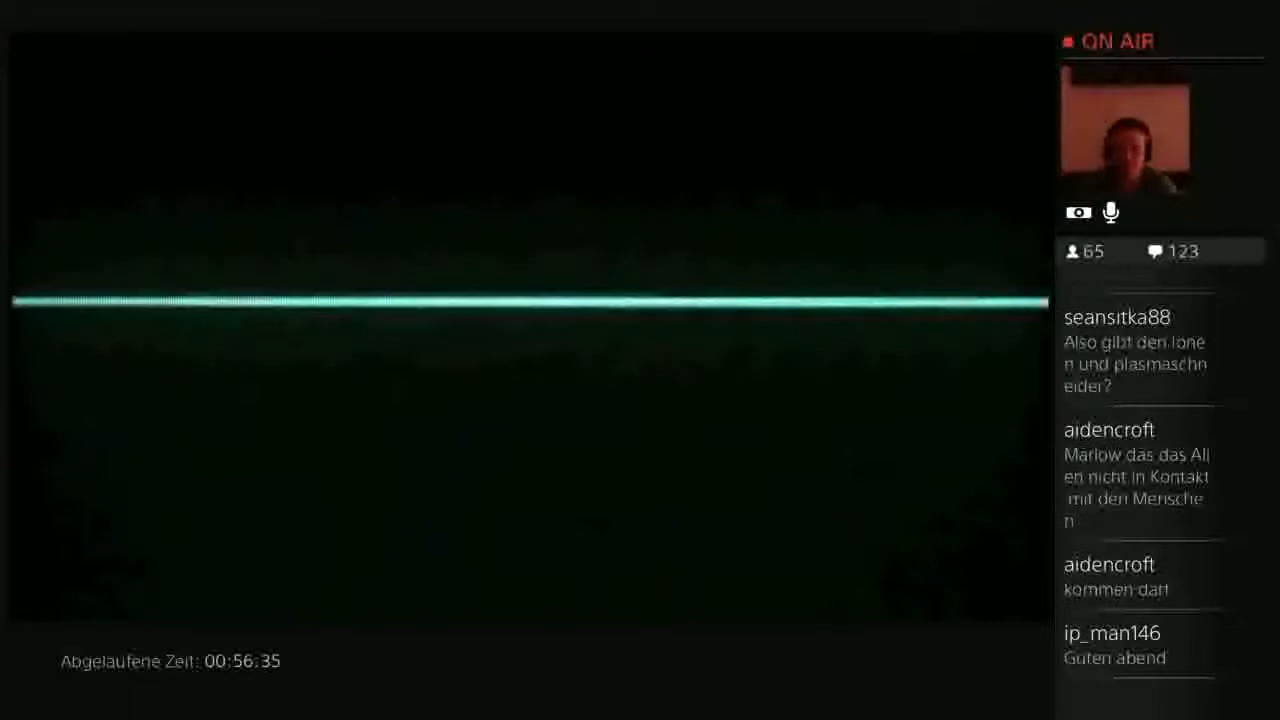 ON AIR
65 123
seansitka88
Also gibt den Ione
n und plasmaschn
eider?
aidencroft
Marlow das das Ali
en nicht in Kontakt
mit den Mensche
n
aidencroft
kommen darf
ip_man146
Guten abend
Abgelaufene Zeit: 00:56:35